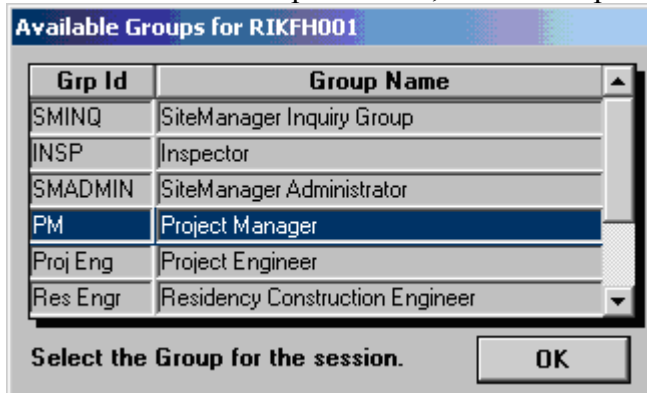 Available Groups for RIKFH001
Grp Id Group Name
SMINQ SiteManager Inquiry Group
INSP Inspector
SMADMIN SiteManager Administrator
PM Project Manager
Proj Eng Project Engineer
Res Engr Residency Construction Engineer
Select the Group for the session. OK